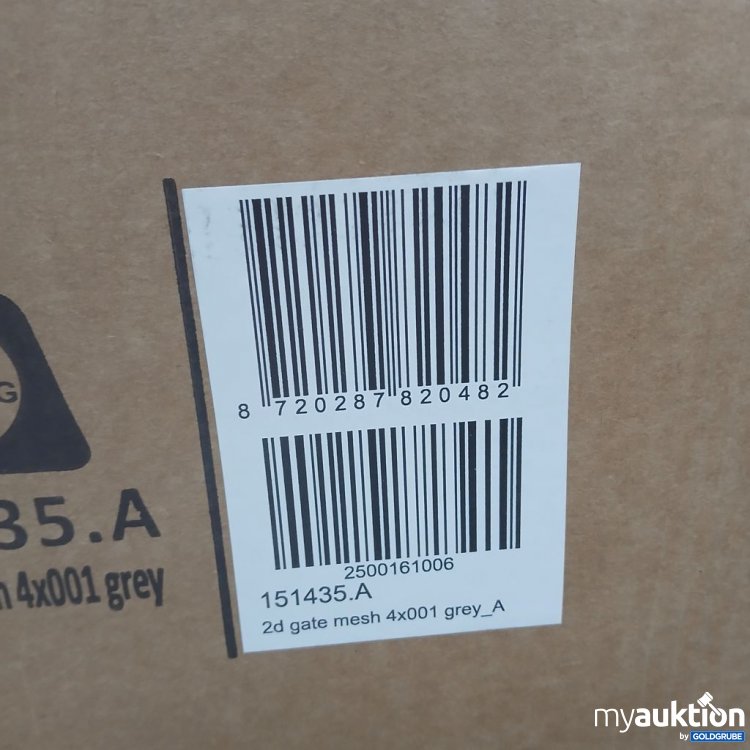 8 720287 820482
2500161006
151435.A
2d gate mesh 4x001 grey_A
G
35.A
4x001 grey
myauktion
by GOLDGRUBE